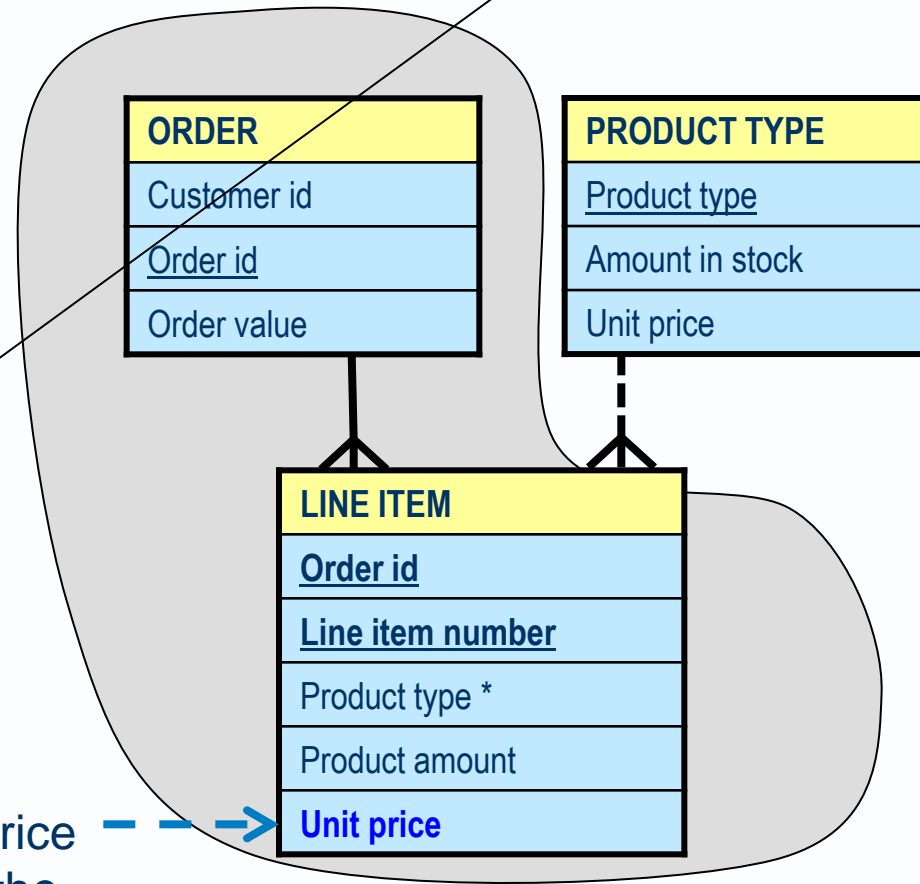 ORDER
Customer id
Order id
Order value
PRODUCT TYPE
Product type
Amount in stock
Unit price
LINE ITEM
Order id
Line item number
Product type *
Product amount
Unit price